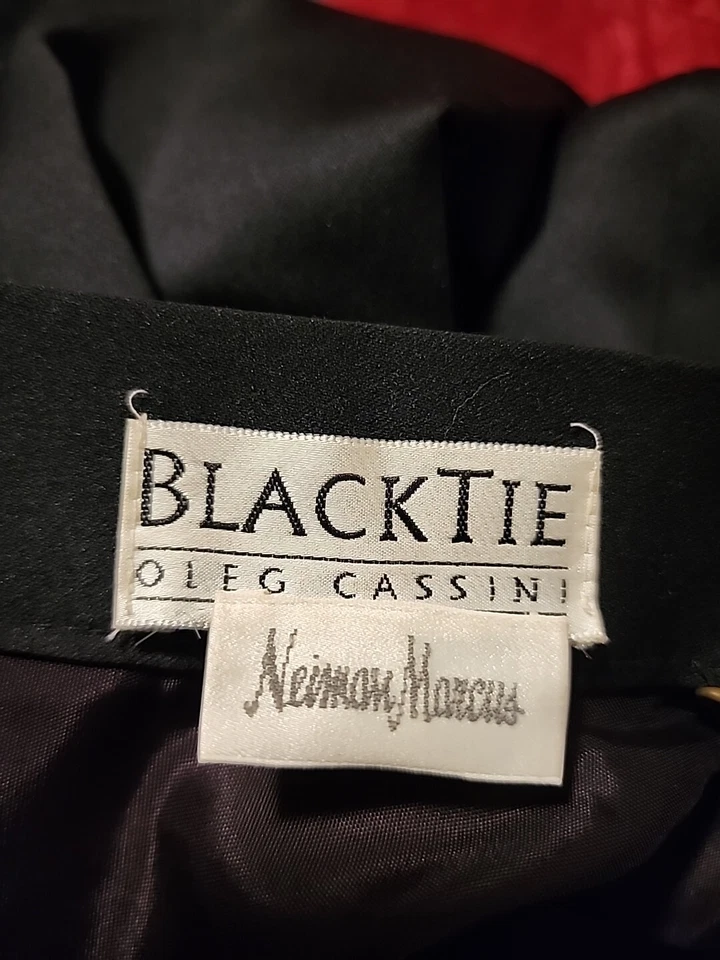 BLACKTIE
OLEG CASSINI
Neiman Marcus